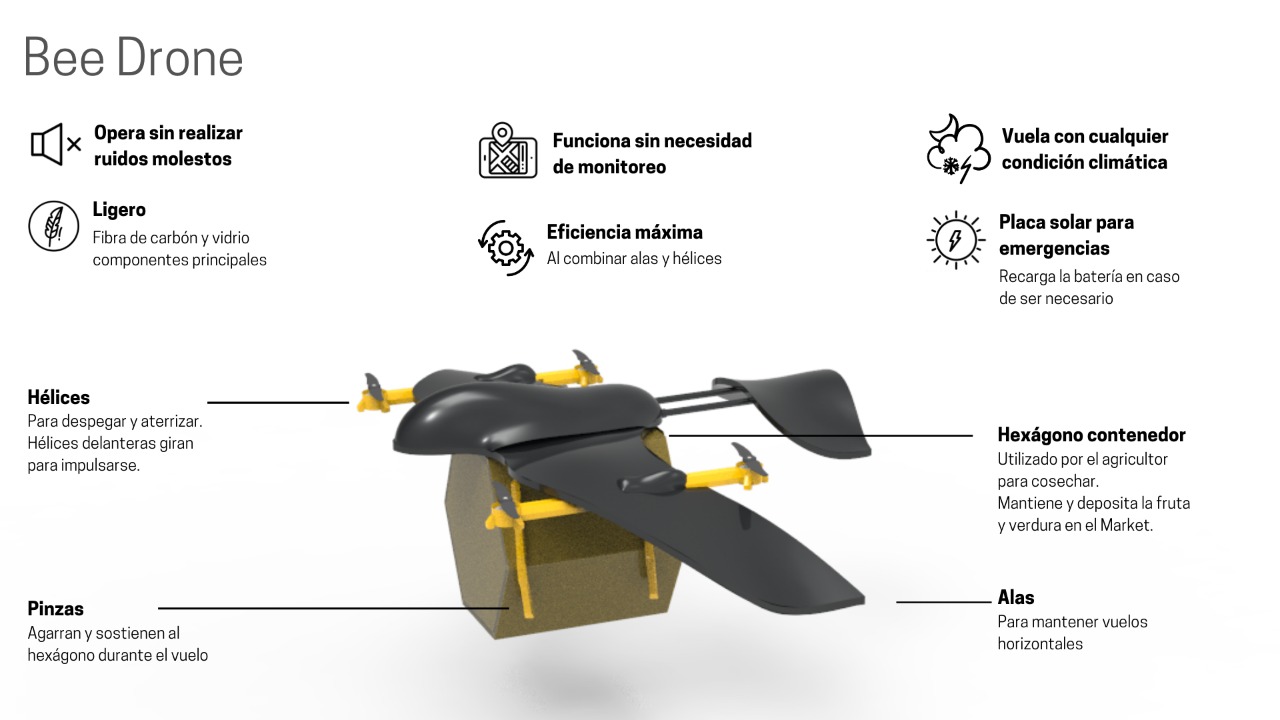 Bee Drone
Opera sin realizar
ruidos molestos
Funciona sin necesidad
de monitoreo
Vuela con cualquier
condición climática
Ligero
Fibra de carbón y vidrio
componentes principales
Eficiencia máxima
Al combinar alas y hélices
Placa solar para
emergencias
Recarga la batería en caso
de ser necesario
Hélices
Para despegar y aterrizar.
Hélices delanteras giran
para impulsarse.
Hexágono contenedor
Utilizado por el agricultor
para cosechar.
Mantiene y deposita la fruta
y verdura en el Market.
Pinzas
Agarran y sostienen al
hexágono durante el vuelo
Alas
Para mantener vuelos
horizontales